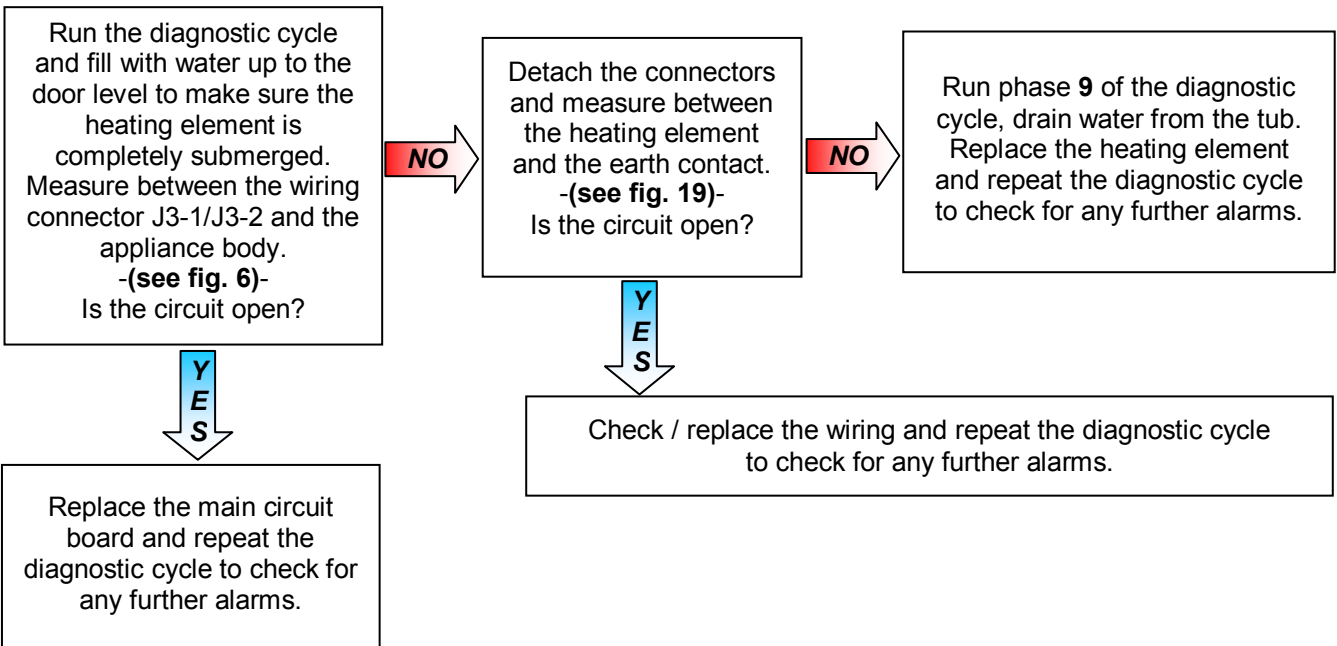 Run the diagnostic cycle
and fill with water up to the
door level to make sure the
heating element is
completely submerged.
Measure between the wiring
connector J3-1/J3-2 and the
appliance body.
-(see fig. 6)-
Is the circuit open?
NO
Detach the connectors
and measure between
the heating element
and the earth contact.
-(see fig. 19)-
Is the circuit open?
NO
Run phase 9 of the diagnostic
cycle, drain water from the tub.
Replace the heating element
and repeat the diagnostic cycle
to check for any further alarms.
Y
E
S
Check / replace the wiring and repeat the diagnostic cycle
to check for any further alarms.
Y
E
S
Replace the main circuit
board and repeat the
diagnostic cycle to check for
any further alarms.